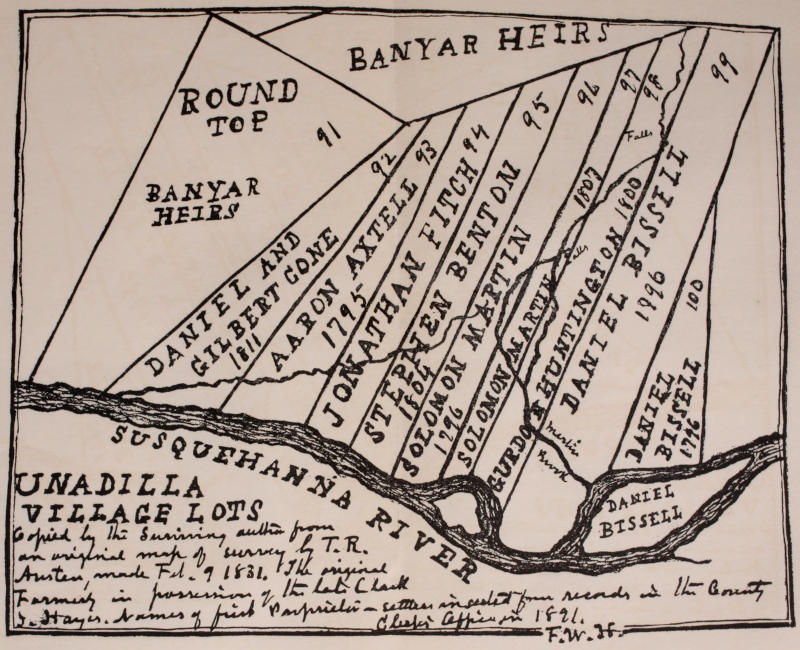 BANYAR HEIRS
ROUND
TOP
BANYAR
HEIRS
91
92
93
94
95
96
97
98
99
100
Falls
Falls
DANIEL AND
GILBERT CONE
1811
AARON AXTELL
1795
JONATHAN FITCH
STEPHEN BENTON
1804
SOLOMON MARTIN
1796
SOLOMON MARTIN
1807
GURDON HUNTINGTON 1800
DANIEL BISSELL
1996
DANIEL
BISSELL
1796
Martin
Brook
DANIEL
BISSELL
SUSQUEHANNA RIVER
UNADILLA
VILLAGE LOTS
Copied by the Surviving author from
an original map of survey by T.R.
Austen, made Feb. 9 1831. The original
Formerly in possession of the late Clark
I. Hayes. Names of first Proprietor-settlers inserted from records in the County
Clerk's Office in 1891.
F.W.H.